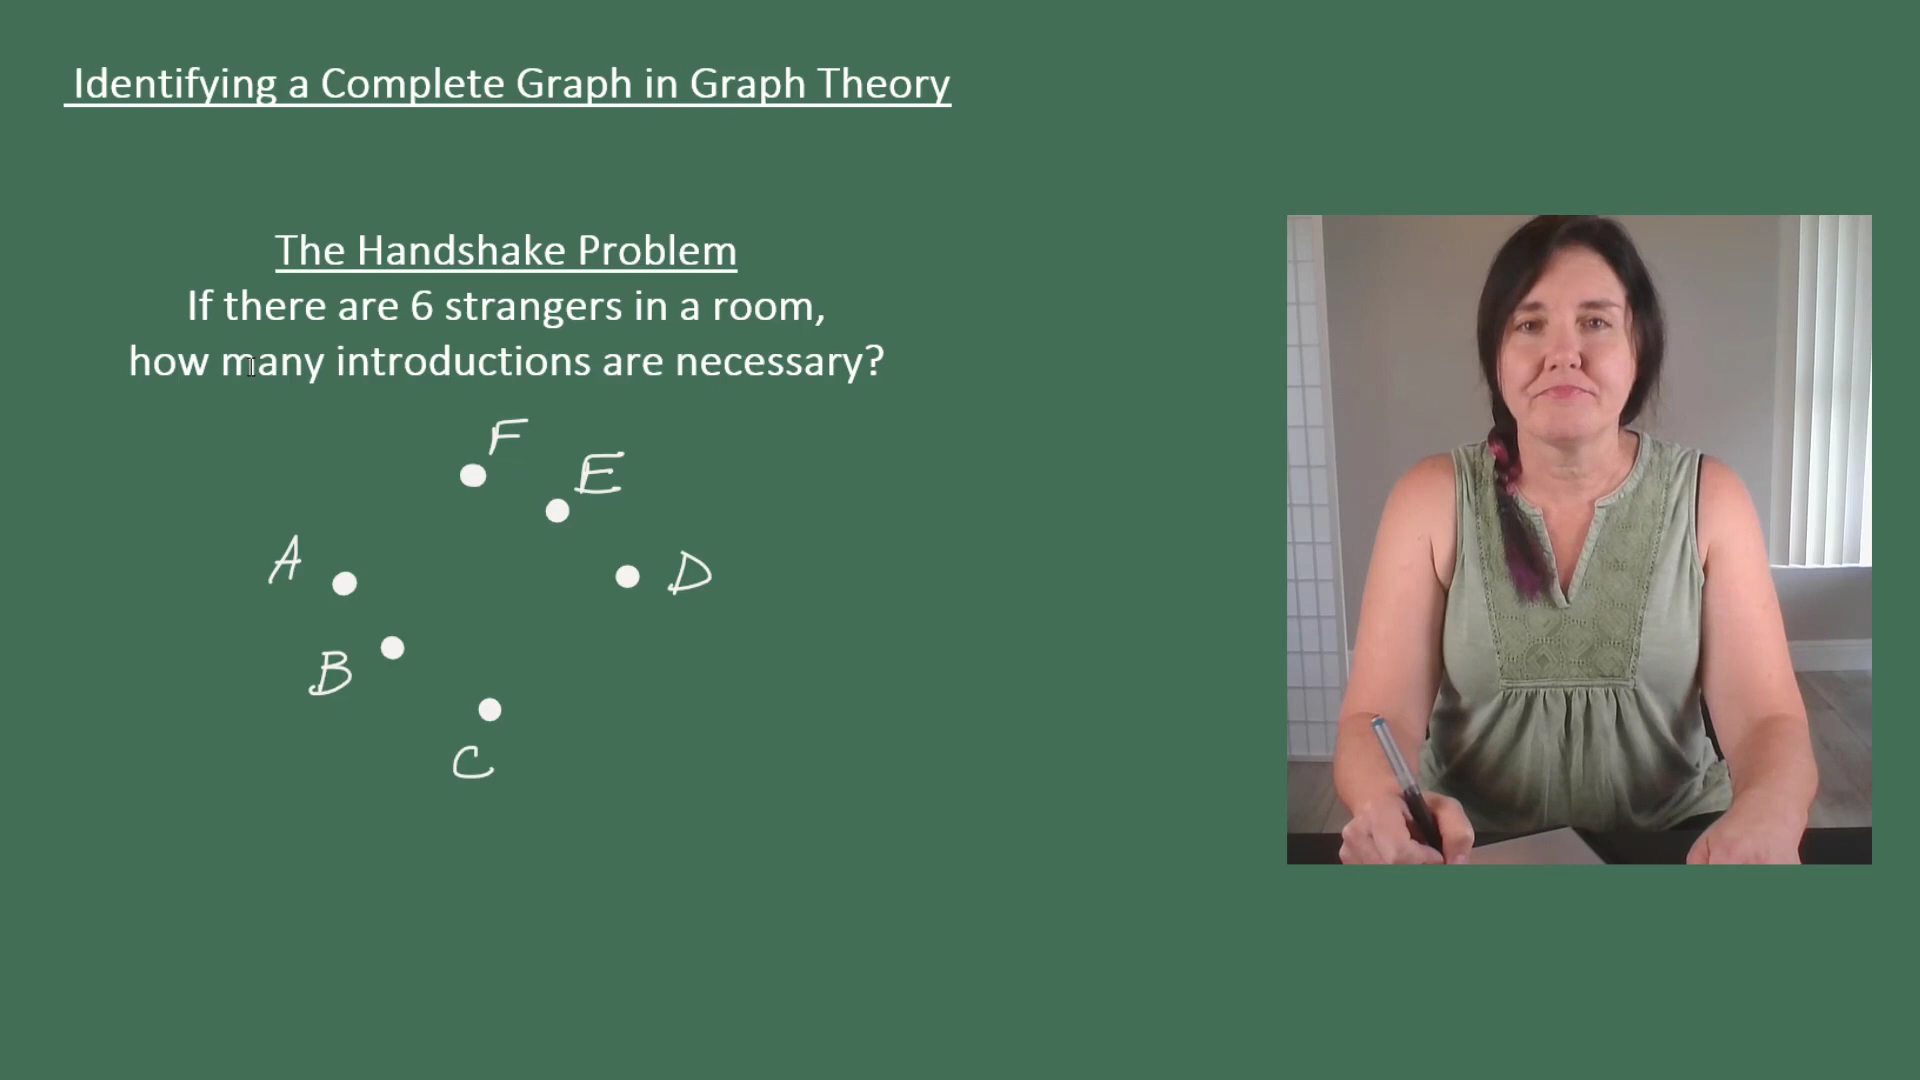 Identifying a Complete Graph in Graph Theory
The Handshake Problem
If there are 6 strangers in a room,
how many introductions are necessary?
F
E
A
D
B
C